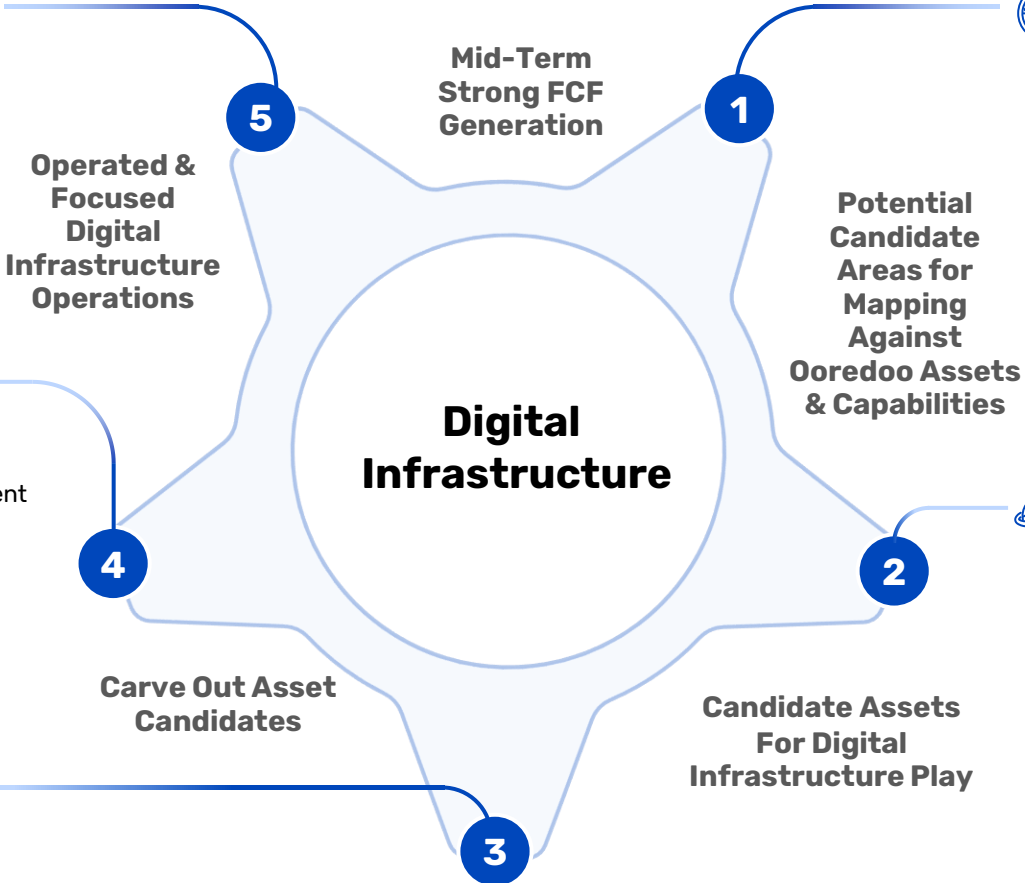 Mid-Term
Strong FCF
Generation
5
1
Operated &
Focused
Digital
Infrastructure
Operations
Potential
Candidate
Areas for
Mapping
Against
Ooredoo Assets
& Capabilities
Digital
Infrastructure
ent
4
2
Carve Out Asset
Candidates
Candidate Assets
For Digital
Infrastructure Play
3